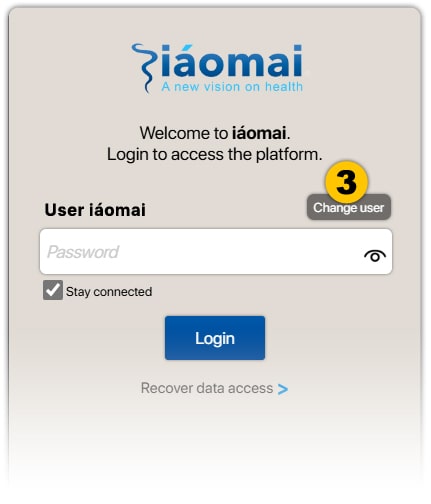 iáomai
A new vision on health
Welcome to iáomai.
Login to access the platform.
3
User iáomai
Change user
Password
Stay connected
Login
Recover data access >